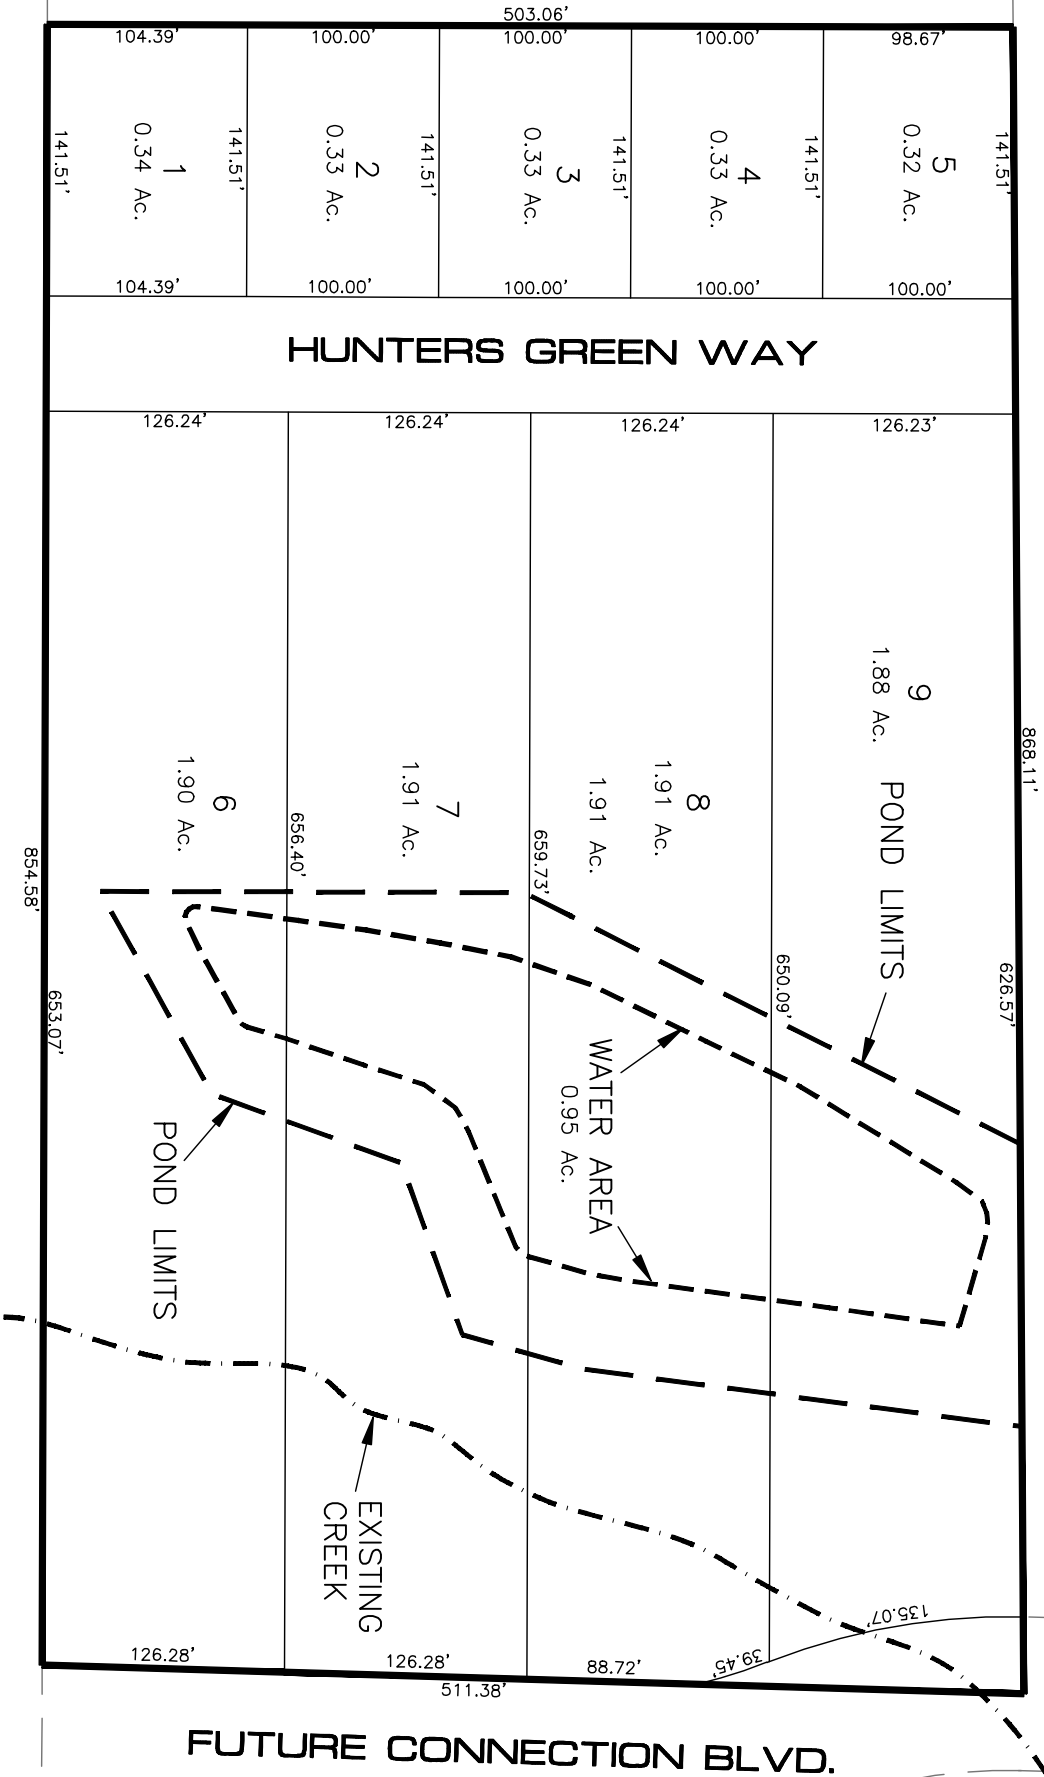 503.06'
104.39'
100.00'
100.00'
100.00'
98.67'
141.51'
1
0.34 Ac.
141.51'
2
0.33 Ac.
141.51'
3
0.33 Ac.
141.51'
4
0.33 Ac.
141.51'
5
0.32 Ac.
141.51'
104.39'
100.00'
100.00'
100.00'
100.00'
HUNTERS GREEN WAY
126.24'
126.24'
126.24'
126.23'
9
1.88 Ac.
868.11'
POND LIMITS
6
1.90 Ac.
7
1.91 Ac.
8
1.91 Ac.
1.91 Ac.
656.40'
659.73'
854.58'
650.09'
626.57'
653.07'
WATER AREA
0.95 Ac.
POND LIMITS
EXISTING
CREEK
135.07'
39.45'
126.28'
126.28'
88.72'
511.38'
FUTURE CONNECTION BLVD.